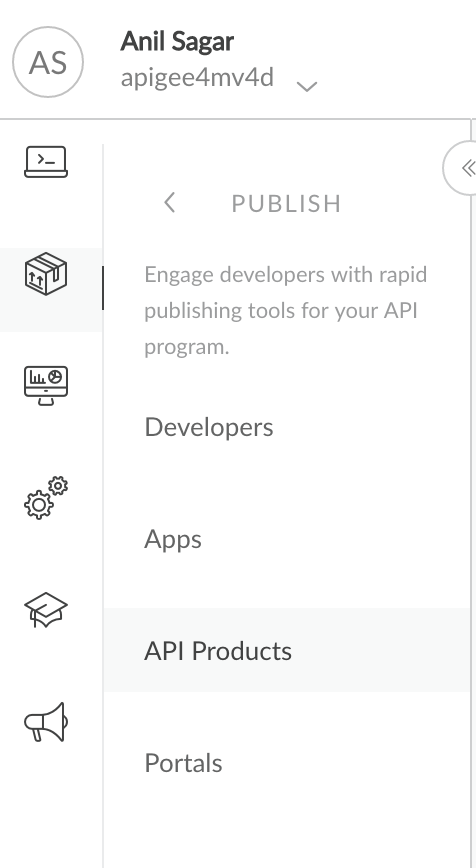 AS
Anil Sagar
apigee4mv4d
PUBLISH
Engage developers with rapid
publishing tools for your API
program.
Developers
Apps
API Products
Portals